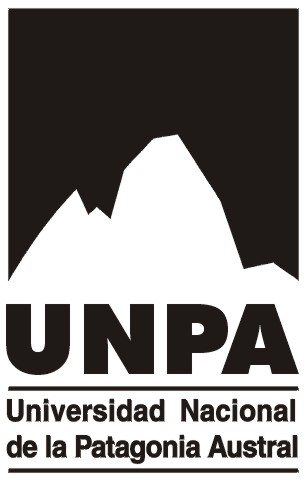 UNPA
Universidad Nacional
de la Patagonia Austral